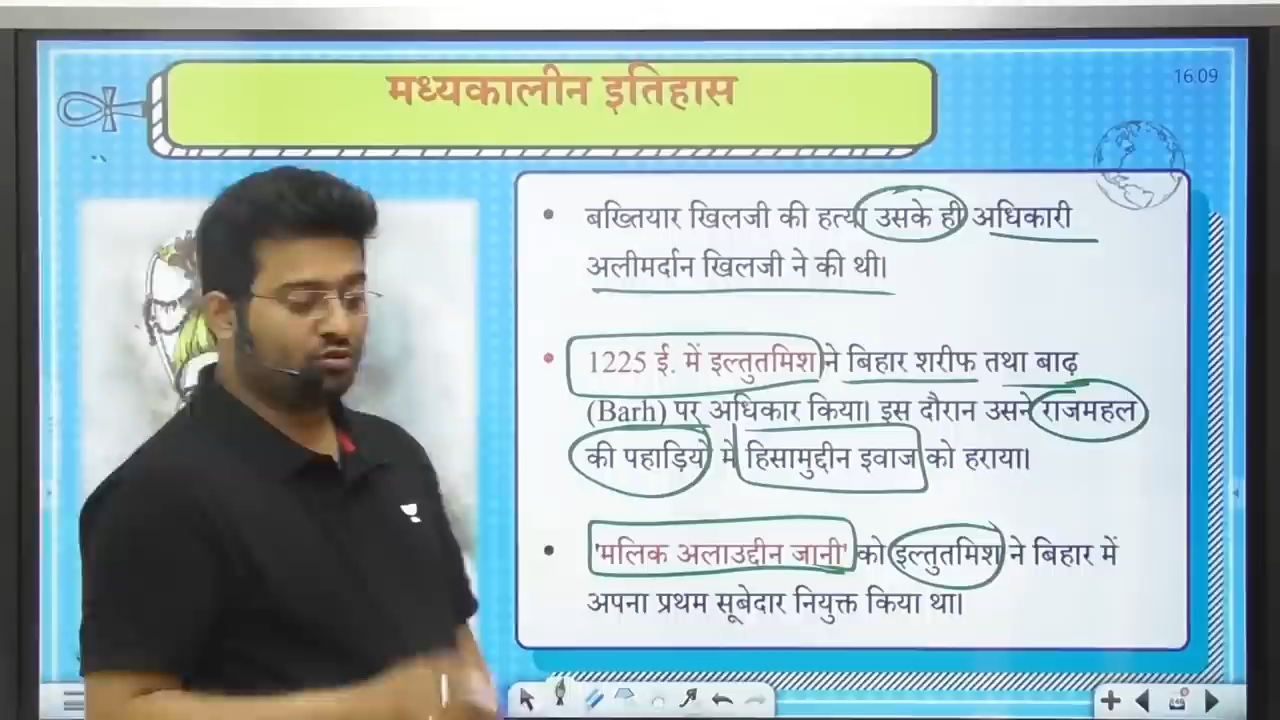 मध्यकालीन इतिहास
16.09
• बख्तियार खिलजी की हत्या उसके ही अधिकारी
अलीमर्दान खिलजी ने की थी।
• 1225 ई. में इल्तुतमिश ने बिहार शरीफ तथा बाढ़
(Barh) पर अधिकार किया। इस दौरान उसने राजमहल
की पहाड़ियों में हिसामुद्दीन इवाज को हराया।
• 'मलिक अलाउद्दीन जानी' को इल्तुतमिश ने बिहार में
अपना प्रथम सूबेदार नियुक्त किया था।